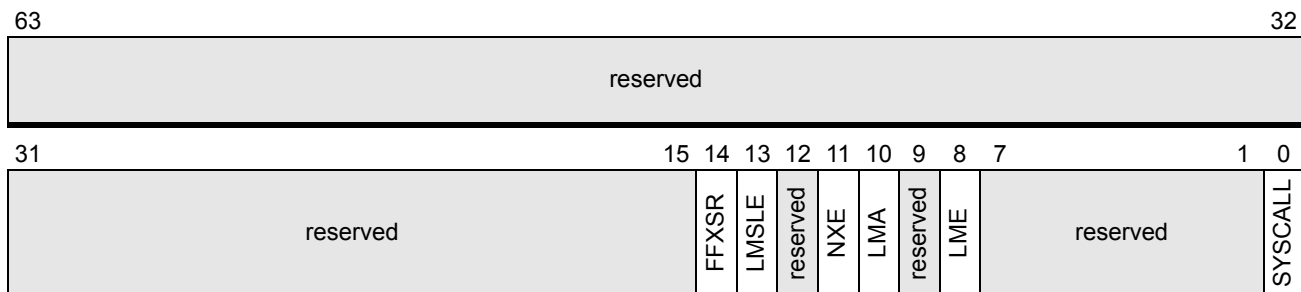 63 32
reserved
31 15 14 13 12 11 10 9 8 7 1 0
reserved FFXSR LMSLE reserved NXE LMA reserved LME reserved SYSCALL